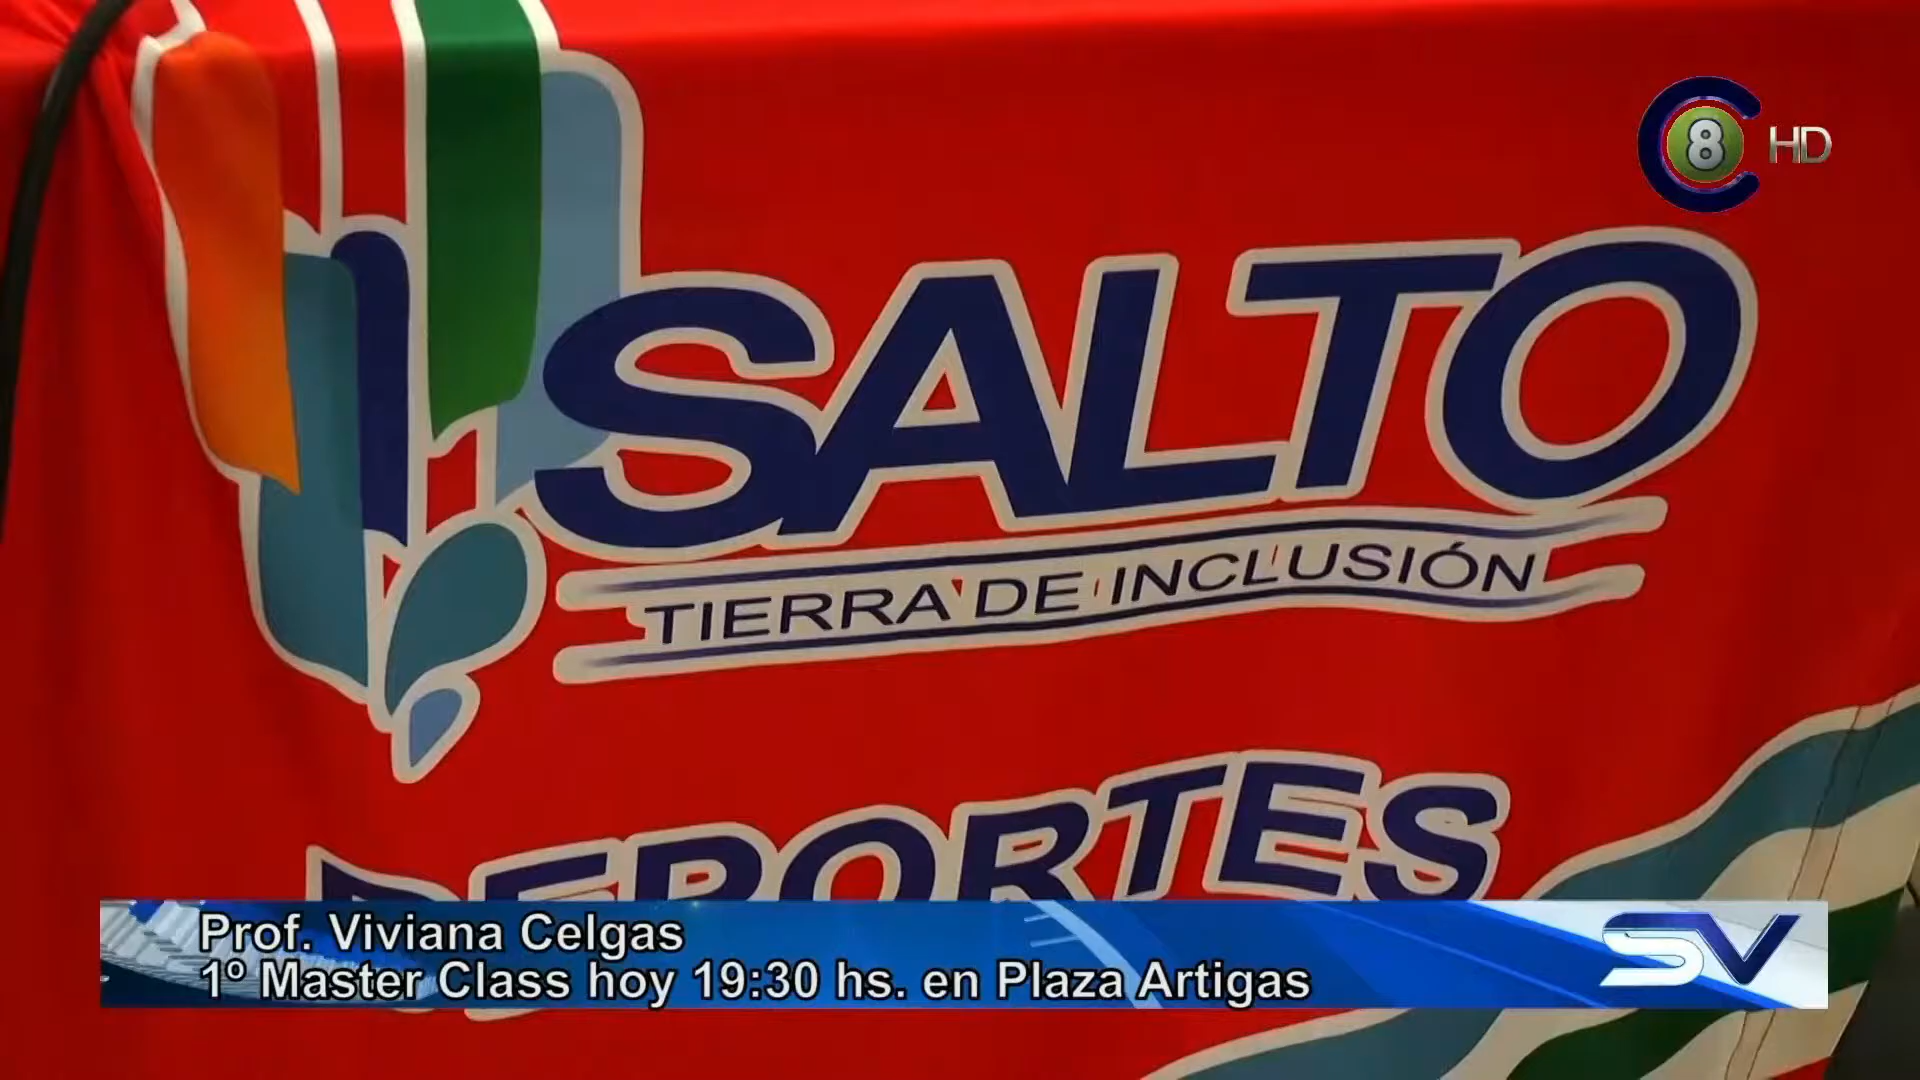 8 HD
SALTO
TIERRA DE INCLUSIÓN
DEPORTES
Prof. Viviana Celgas
1º Master Class hoy 19:30 hs. en Plaza Artigas
SV